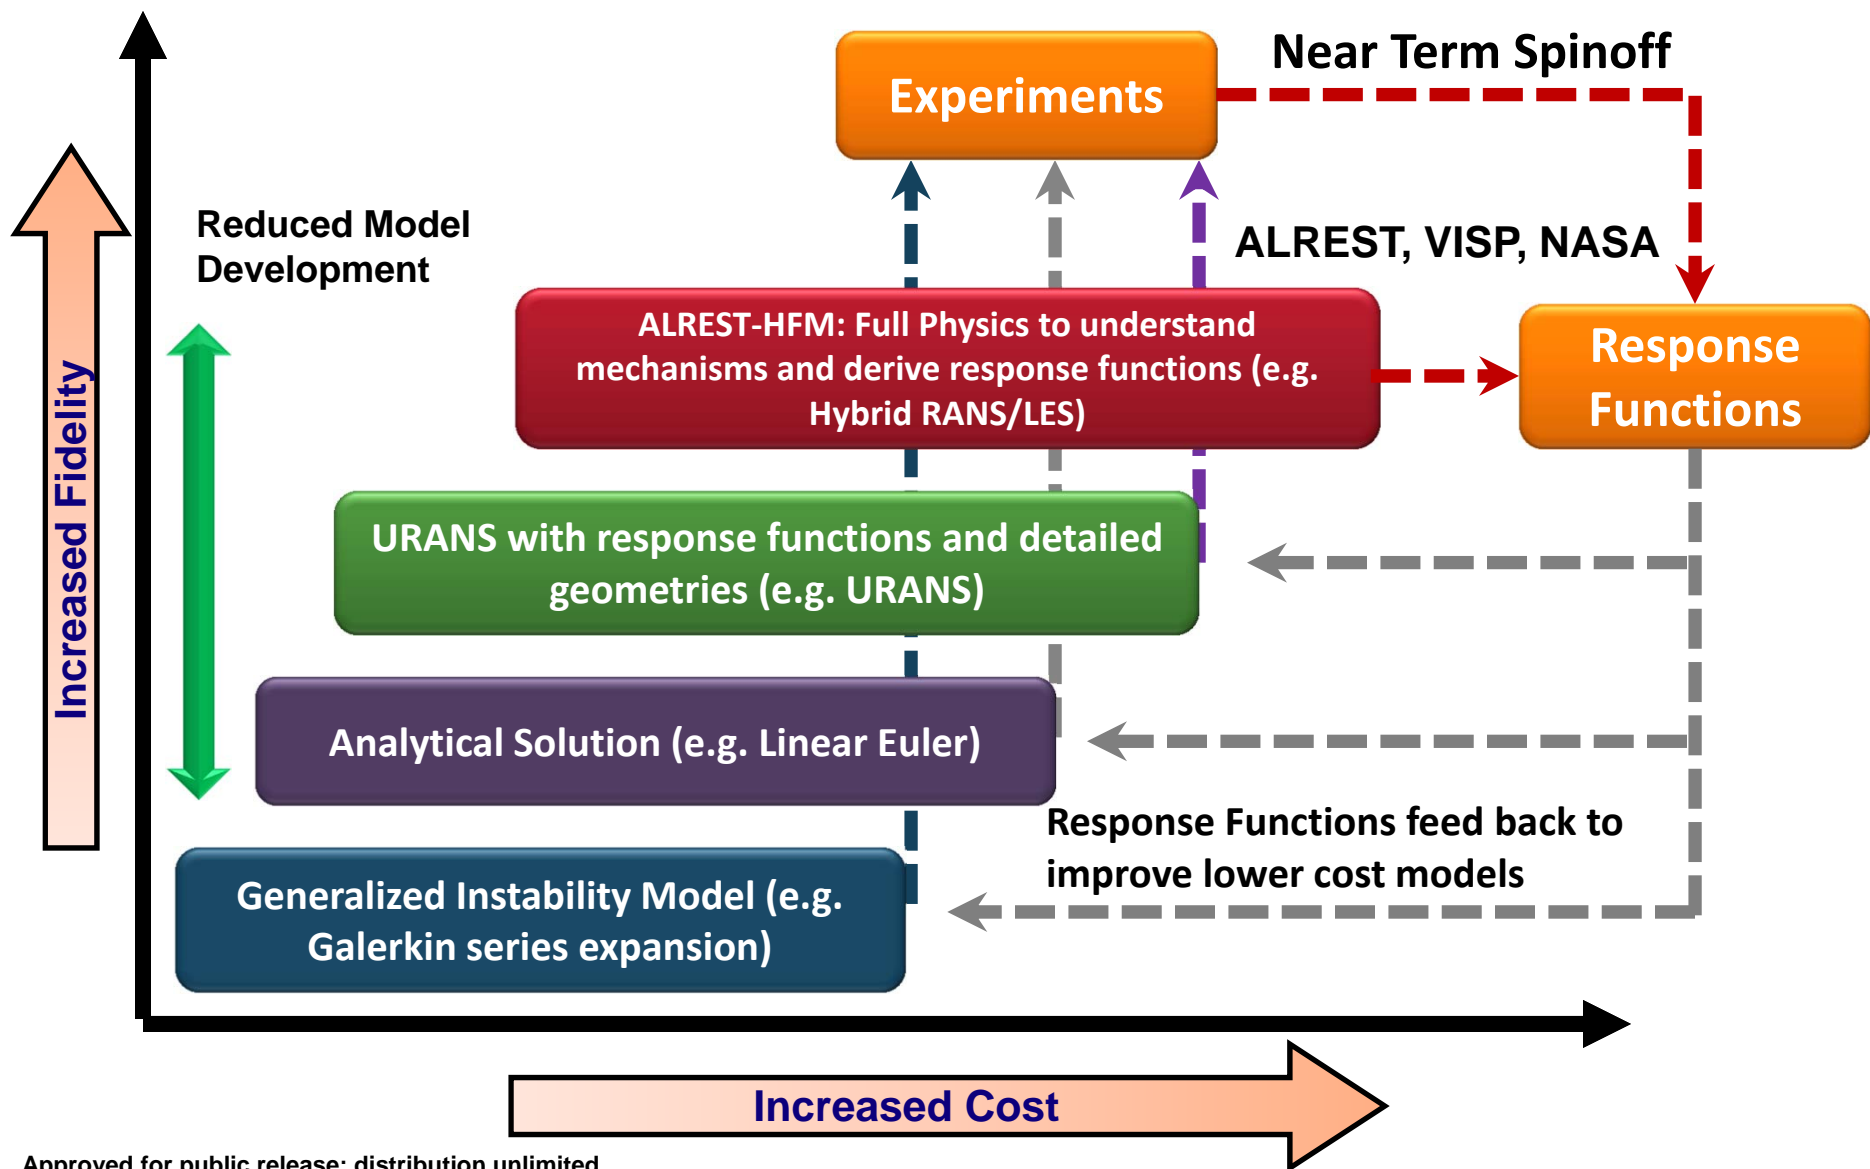 Experiments
Near Term Spinoff
Reduced Model
Development
ALREST, VISP, NASA
Increased Fidelity
ALREST-HFM: Full Physics to understand
mechanisms and derive response functions (e.g.
Hybrid RANS/LES)
Response
Functions
URANS with response functions and detailed
geometries (e.g. URANS)
Analytical Solution (e.g. Linear Euler)
Response Functions feed back to
improve lower cost models
Generalized Instability Model (e.g.
Galerkin series expansion)
Increased Cost
Approved for public release; distribution unlimited